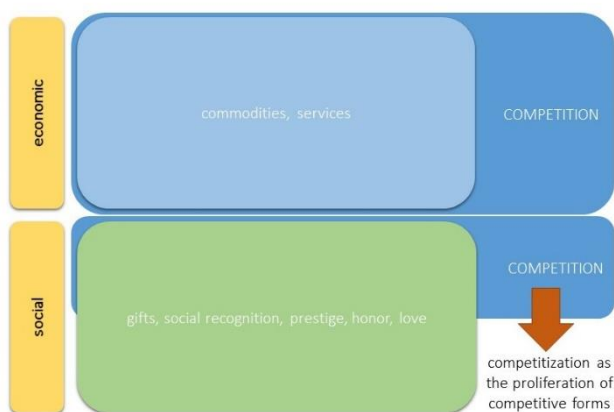 economic
commodities, services
COMPETITION
social
gifts, social recognition, prestige, honor, love
COMPETITION
competitization as
the proliferation of
competitive forms